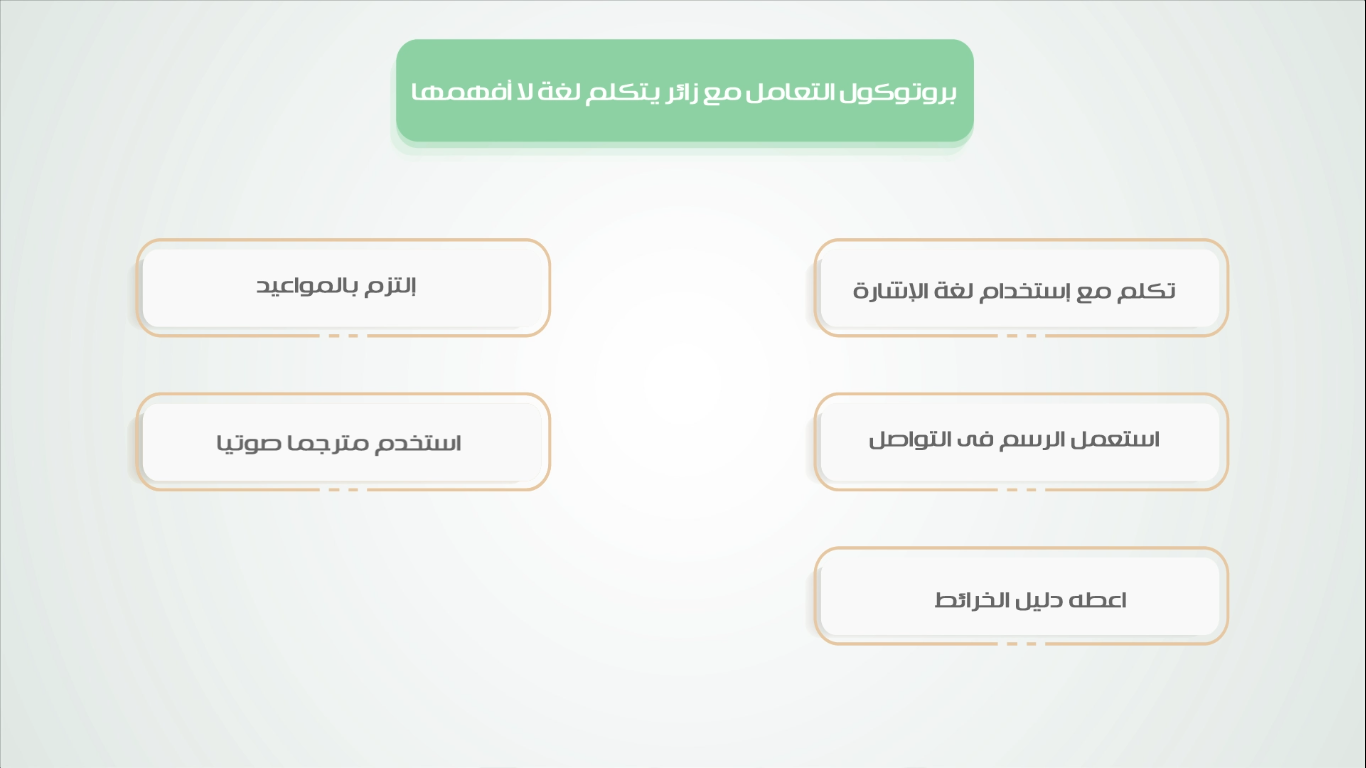 بروتوكول التعامل مع زائر يتكلم لغة لا أفهمها
تكلم مع إستخدام لغة الإشارة
إلتزم بالمواعيد
استعمل الرسم فى التواصل
استخدم مترجما صوتيا
اعطه دليل الخرائط